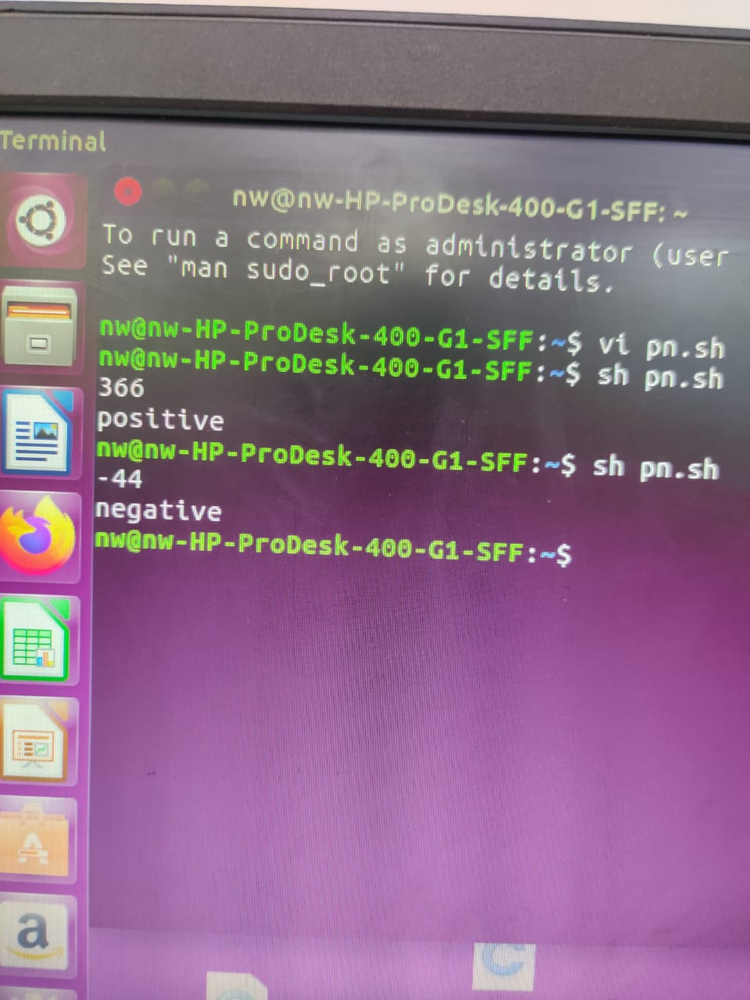 Terminal
nw@nw-HP-ProDesk-400-G1-SFF: ~
To run a command as administrator (user
See "man sudo_root" for details.
nw@nw-HP-ProDesk-400-G1-SFF:~$ vi pn.sh
nw@nw-HP-ProDesk-400-G1-SFF:~$ sh pn.sh
366
positive
nw@nw-HP-ProDesk-400-G1-SFF:~$ sh pn.sh
-44
negative
nw@nw-HP-ProDesk-400-G1-SFF:~$